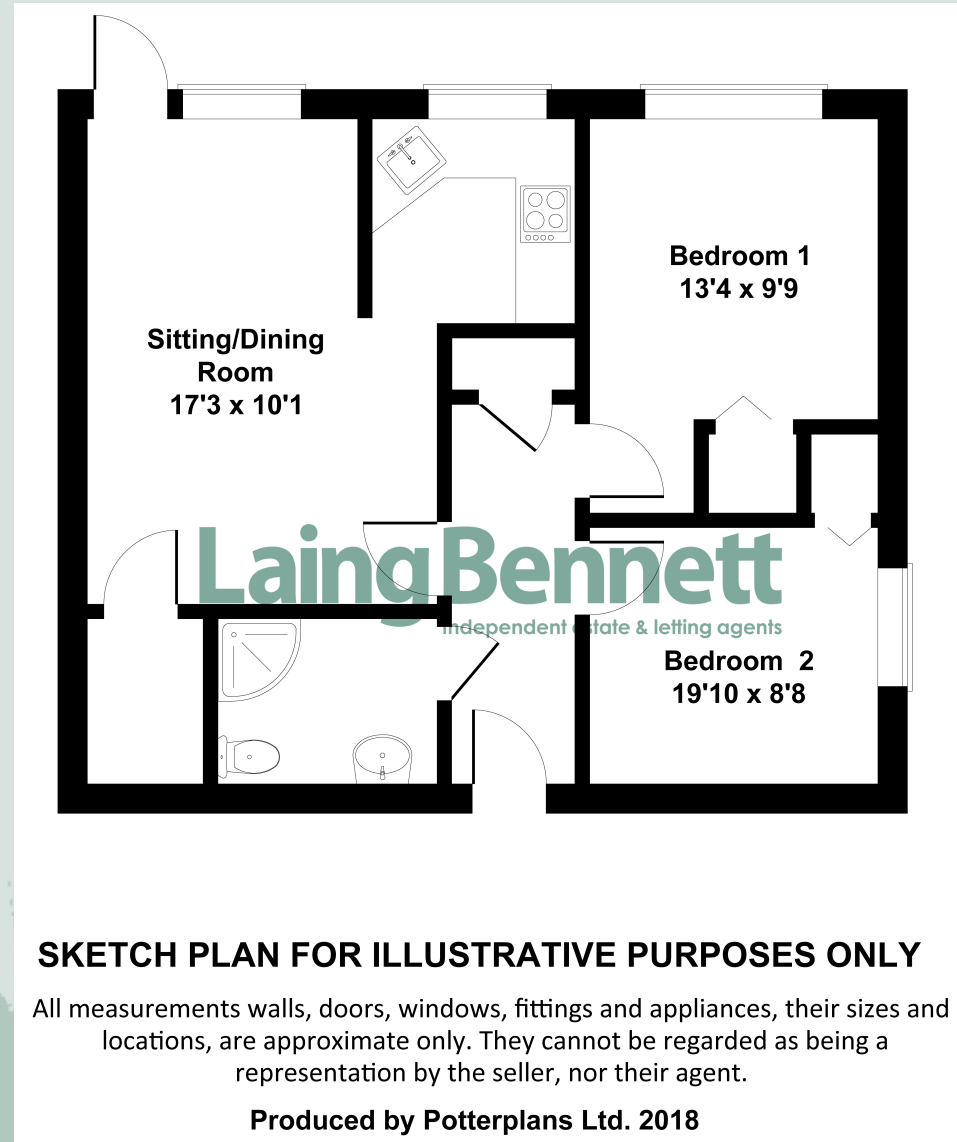 Bedroom 1
13'4 x 9'9
Sitting/Dining
Room
17'3 x 10'1
LaingBennett
independent estate & letting agents
Bedroom 2
19'10 x 8'8
SKETCH PLAN FOR ILLUSTRATIVE PURPOSES ONLY
All measurements walls, doors, windows, fittings and appliances, their sizes and
locations, are approximate only. They cannot be regarded as being a
representation by the seller, nor their agent.
Produced by Potterplans Ltd. 2018